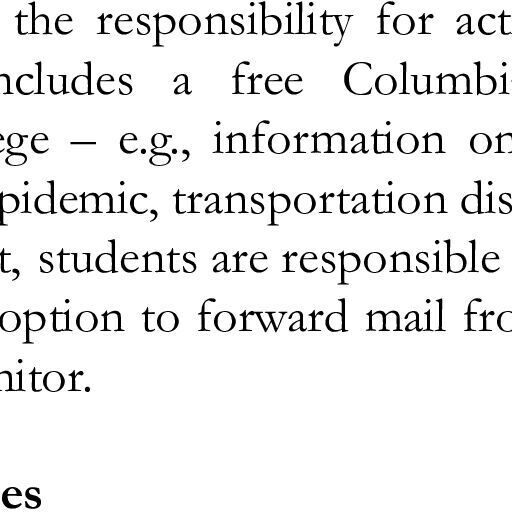 the responsibility for act
ncludes a free Columbi
ege – e.g., information on
pidemic, transportation dis
t, students are responsible
option to forward mail fro
nitor.
es